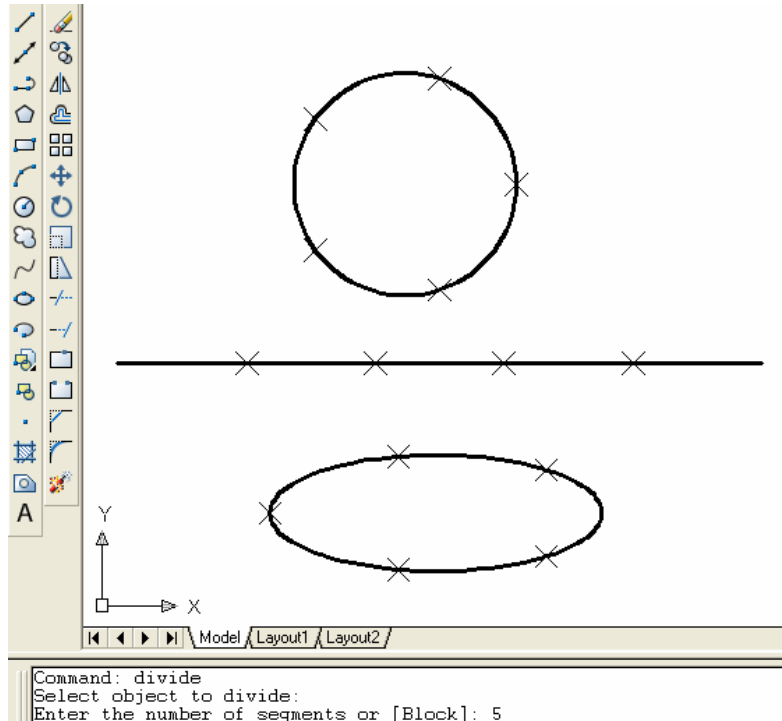 A
Y
X
Model Layout1 Layout2
Command: divide
Select object to divide:
Enter the number of segments or [Block]: 5